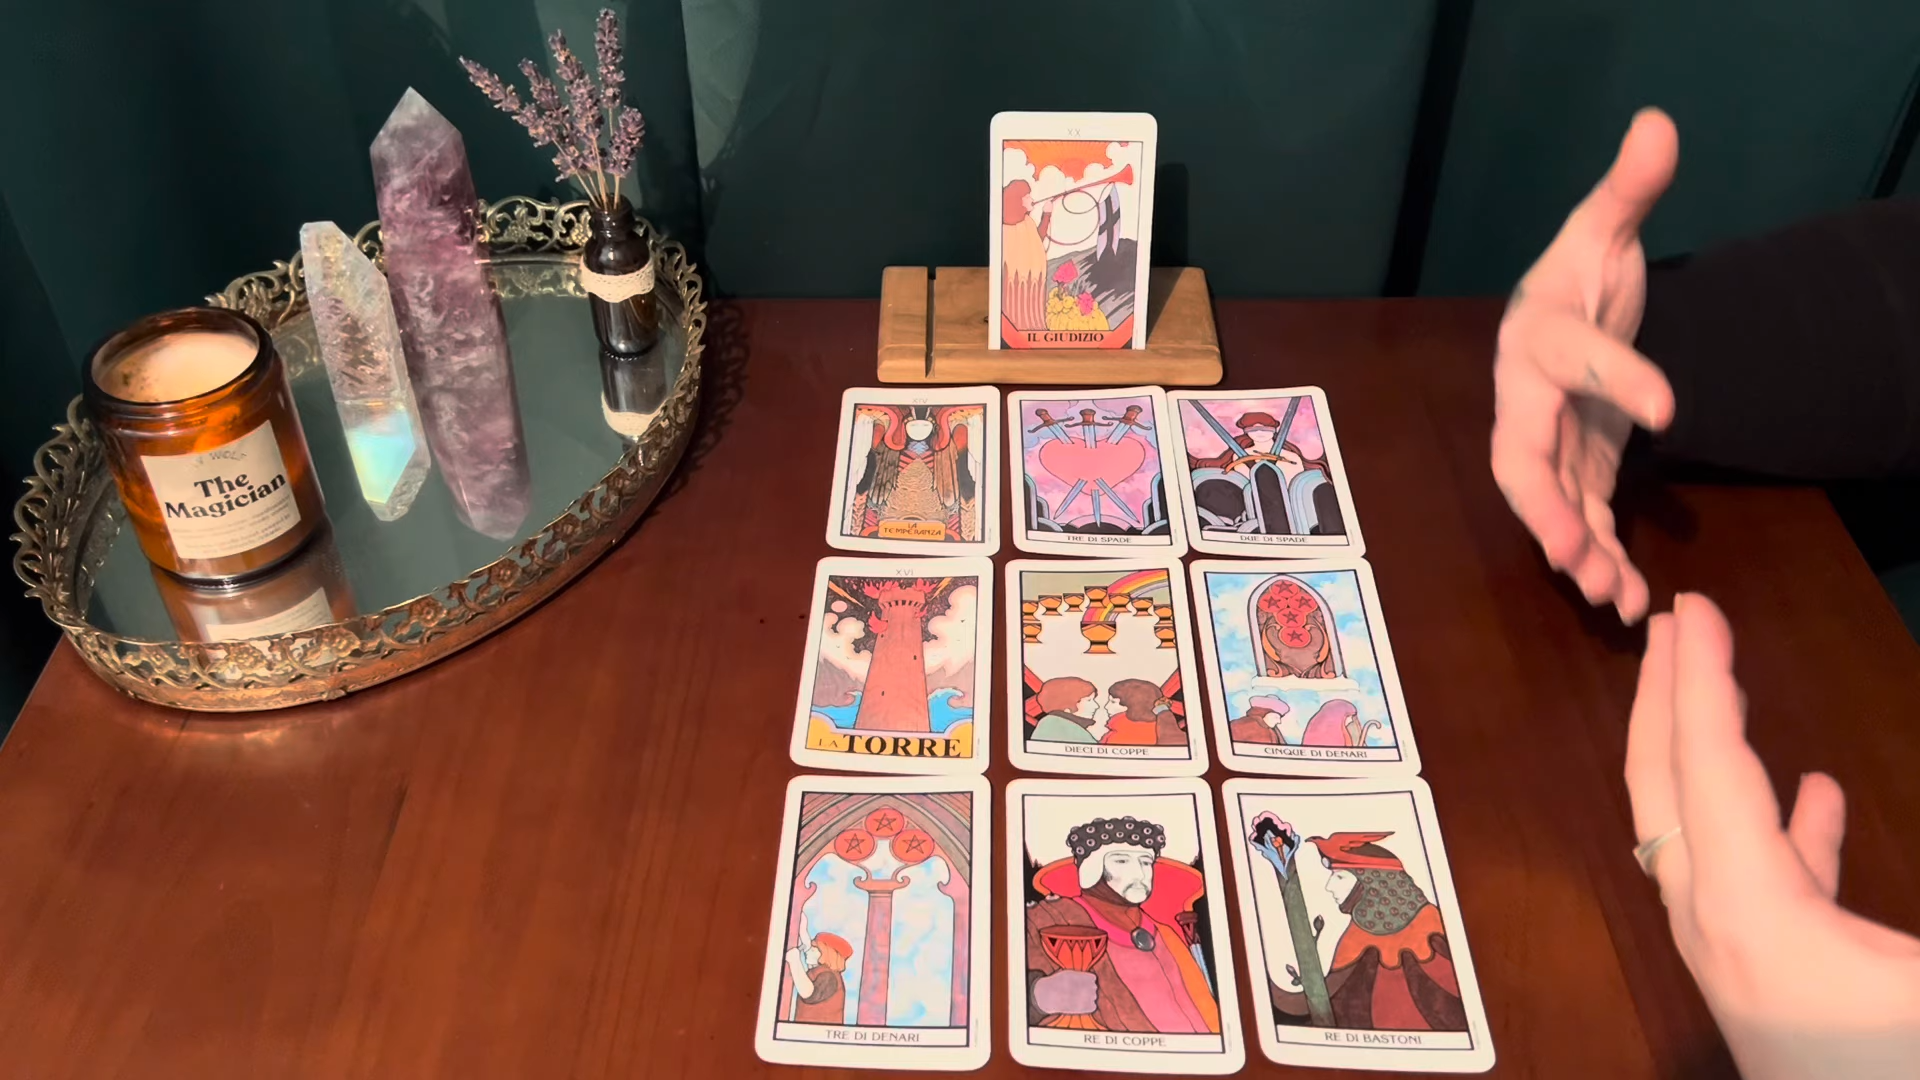 XX
IL GIUDIZIO
XIV
LA
TEMPERANZA
TRE DI SPADE
DUE DI SPADE
XVI
LA TORRE
DIECI DI COPPE
CINQUE DI DENARI
TRE DI DENARI
RE DI COPPE
RE DI BASTONI
The
Magician